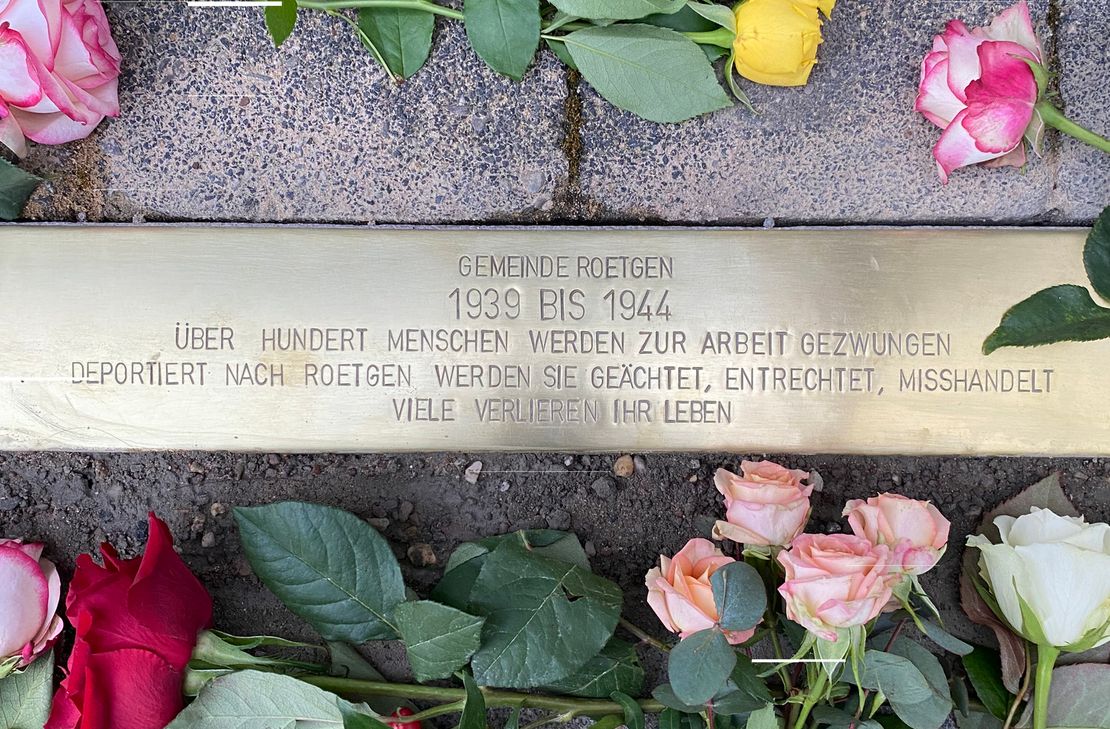 GEMEINDE ROETGEN
1939 BIS 1944
ÜBER HUNDERT MENSCHEN WERDEN ZUR ARBEIT GEZWUNGEN
DEPORTIERT NACH ROETGEN WERDEN SIE GEÄCHTET, ENTRECHTET, MISSHANDELT
VIELE VERLIEREN IHR LEBEN